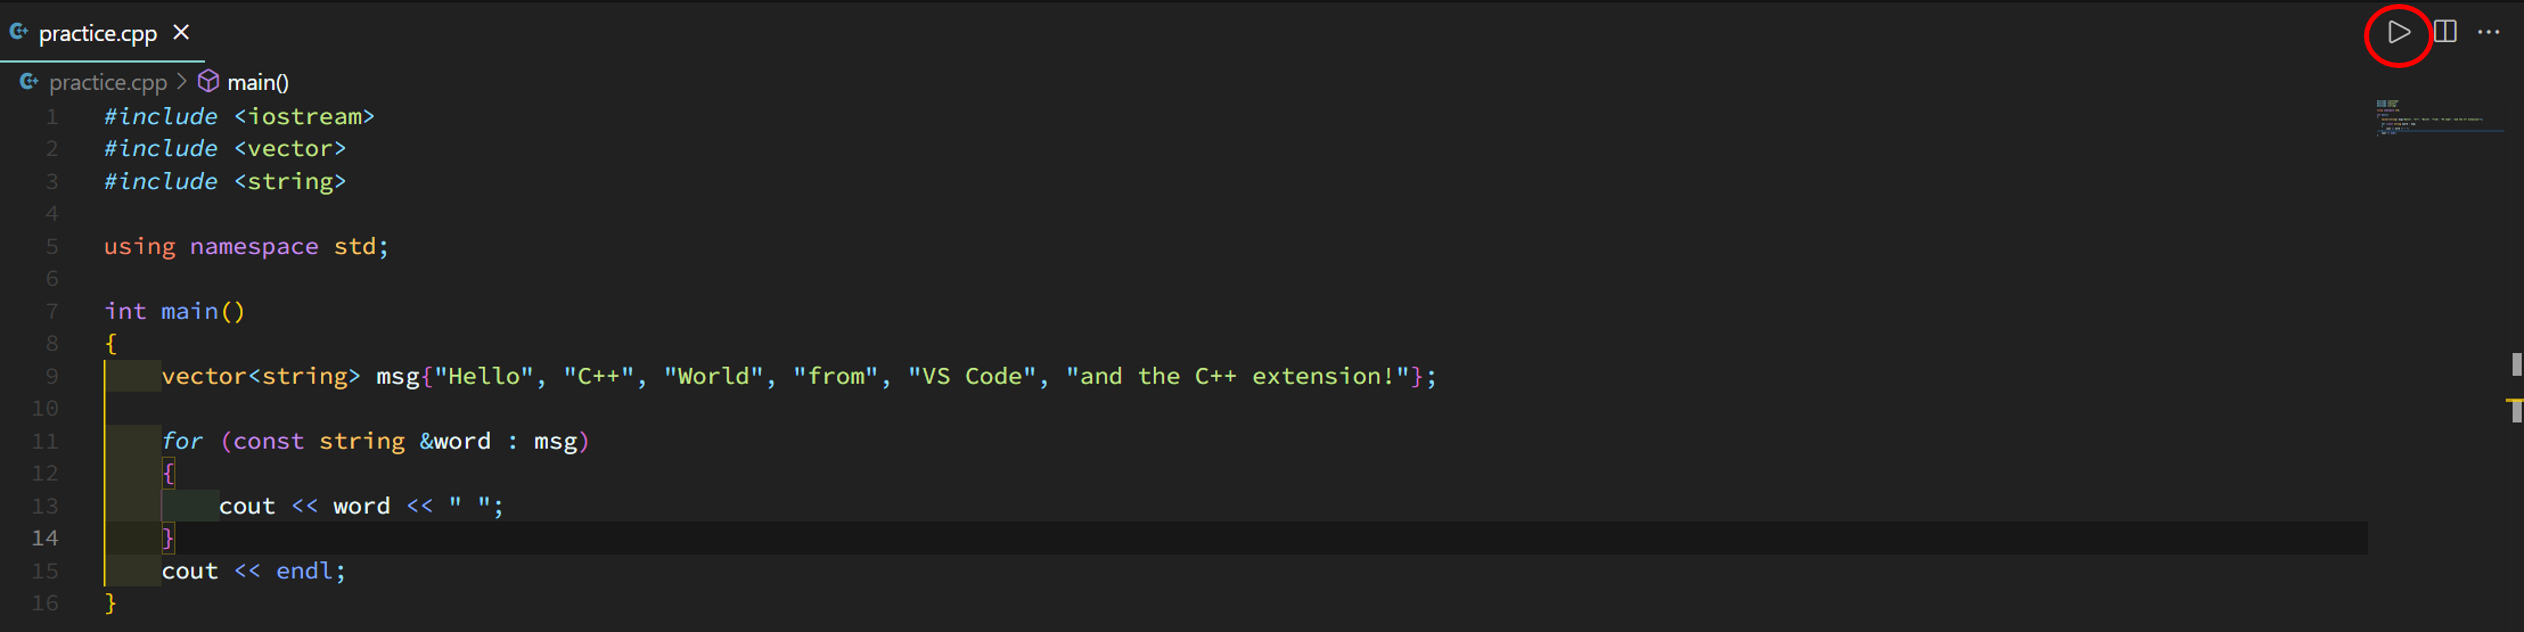 practice.cpp
practice.cpp > main()
1 #include <iostream>
2 #include <vector>
3 #include <string>
4
5 using namespace std;
6
7 int main()
8 {
9     vector<string> msg{"Hello", "C++", "World", "from", "VS Code", "and the C++ extension!"};
10
11     for (const string &word : msg)
12     {
13         cout << word << " ";
14     }
15     cout << endl;
16 }